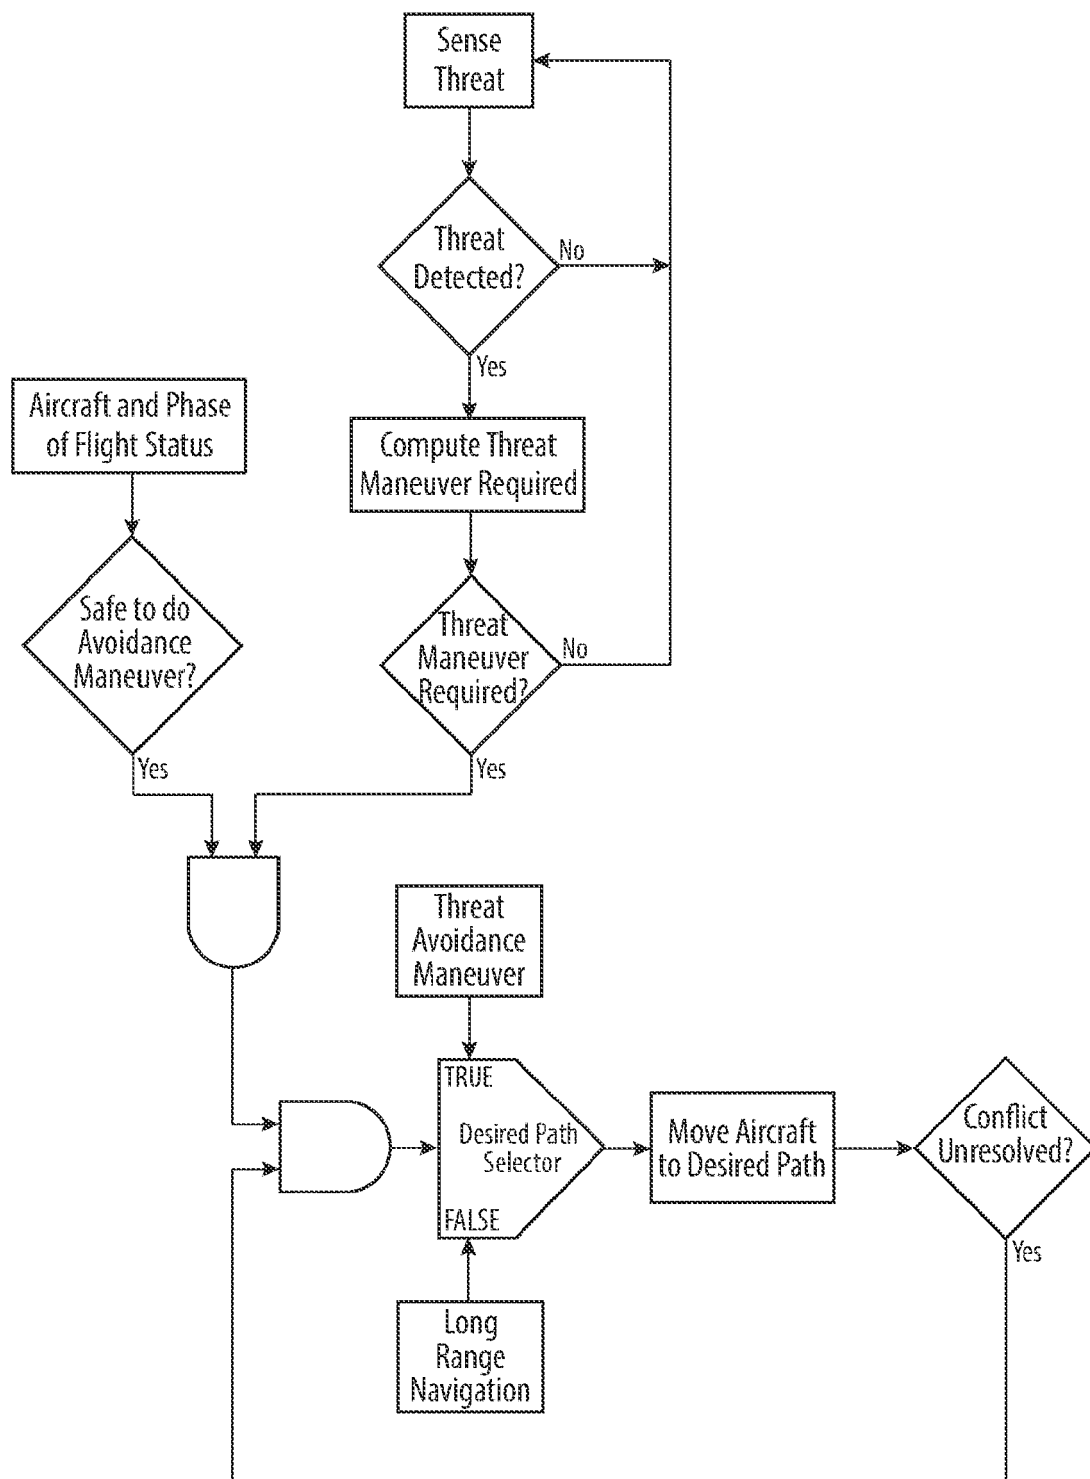 Sense
Threat
Threat
Detected?
No
Yes
Aircraft and Phase
of Flight Status
Compute Threat
Maneuver Required
Safe to do
Avoidance
Maneuver?
Threat
Maneuver
Required?
No
Yes
Yes
Threat
Avoidance
Maneuver
TRUE
Desired Path
Selector
FALSE
Move Aircraft
to Desired Path
Conflict
Unresolved?
Yes
Long
Range
Navigation